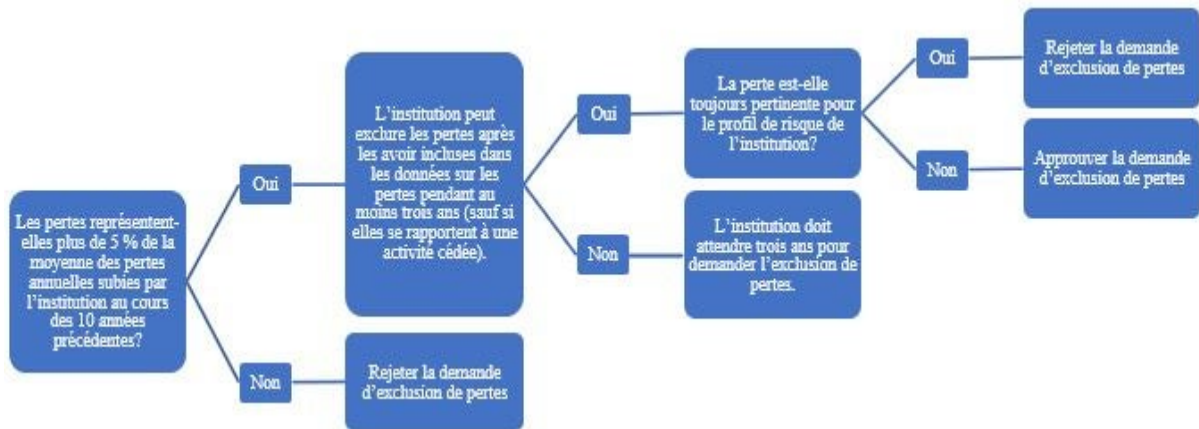 Les pertes représentent-
elles plus de 5 % de la
moyenne des pertes
annuelles subies par
l'institution au cours
des 10 années
précédentes?
Oui
L'institution peut
exclure les pertes après
les avoir incluses dans
les données sur les
pertes pendant au
moins trois ans (sauf si
elles se rapportent à une
activité cédée).
Oui
La perte est-elle
toujours pertinente pour
le profil de risque de
l'institution?
Oui
Rejeter la demande
d'exclusion de pertes
Non
Approuver la demande
d'exclusion de pertes
Non
L'institution doit
attendre trois ans pour
demander l'exclusion de
pertes.
Non
Rejeter la demande
d'exclusion de pertes